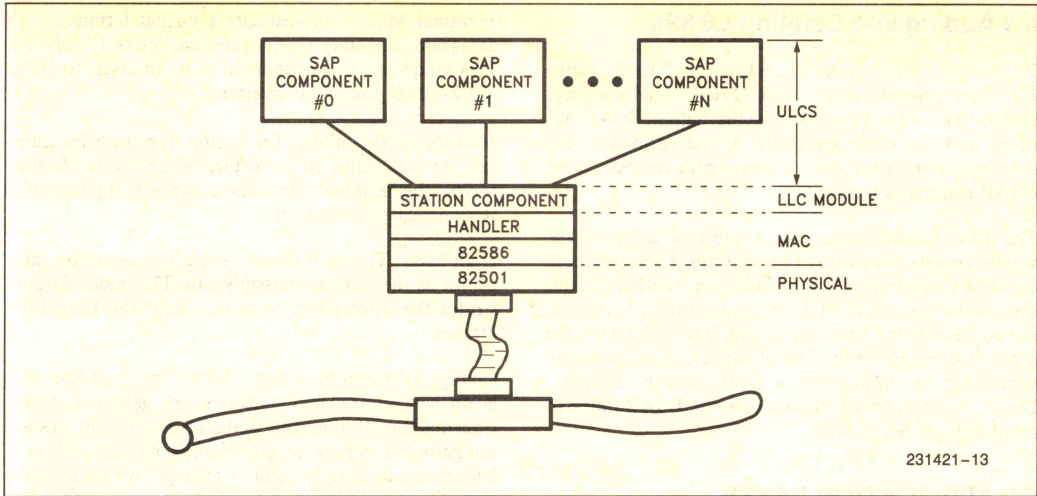 SAP
COMPONENT
#0
SAP
COMPONENT
#1
SAP
COMPONENT
#N
ULCS
STATION COMPONENT
LLC MODULE
HANDLER
MAC
82586
82501
PHYSICAL
231421-13